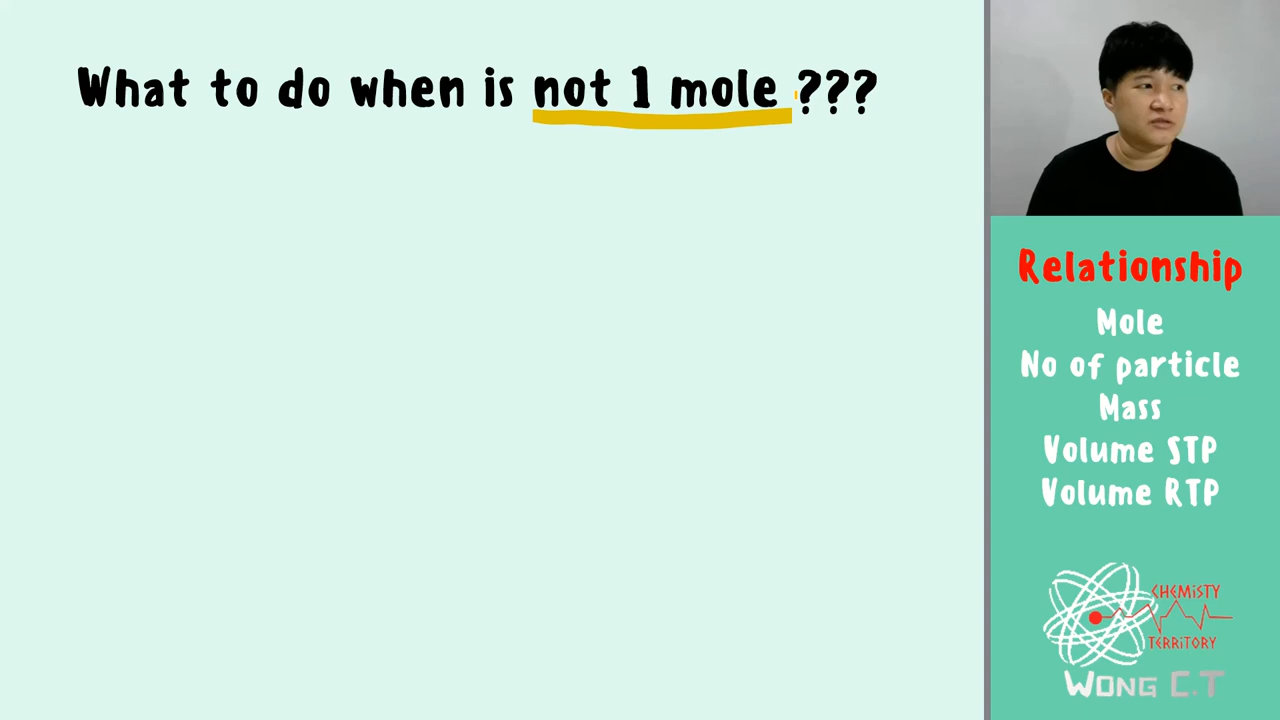 What to do when is not 1 mole ???
Relationship
Mole
No of particle
Mass
Volume STP
Volume RTP
CHEMiSTY
TERRiTORY
WONG C.T